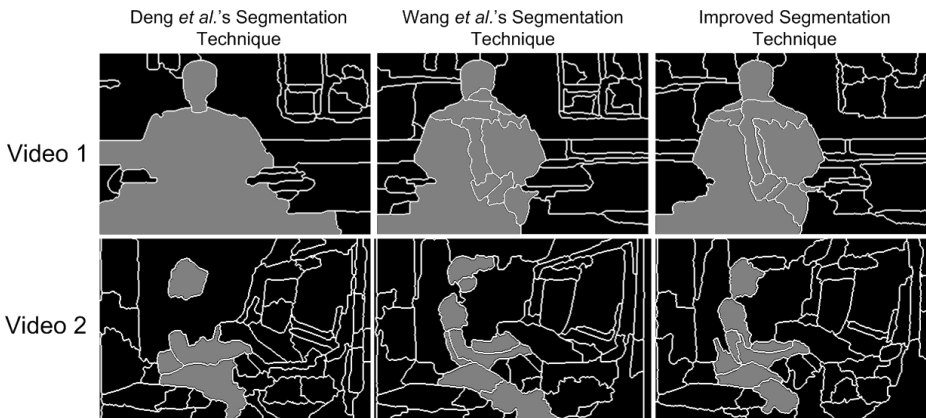 Deng et al.'s Segmentation
Technique
Wang et al.'s Segmentation
Technique
Improved Segmentation
Technique
Video 1
Video 2